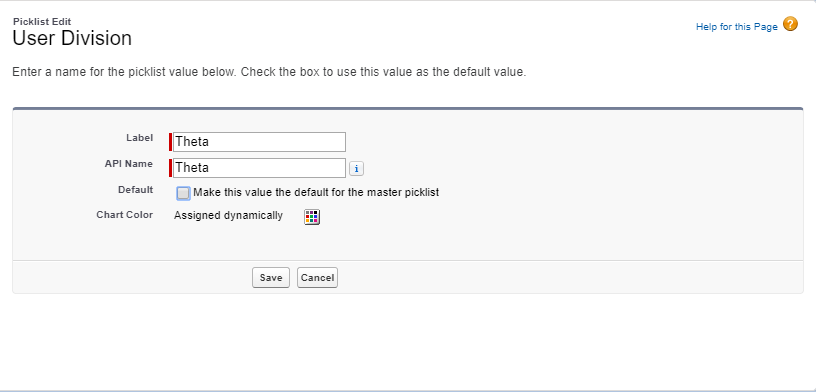 Picklist Edit
User Division
Help for this Page ?
Enter a name for the picklist value below. Check the box to use this value as the default value.
Label Theta
API Name Theta i
Default Make this value the default for the master picklist
Chart Color Assigned dynamically
Save Cancel